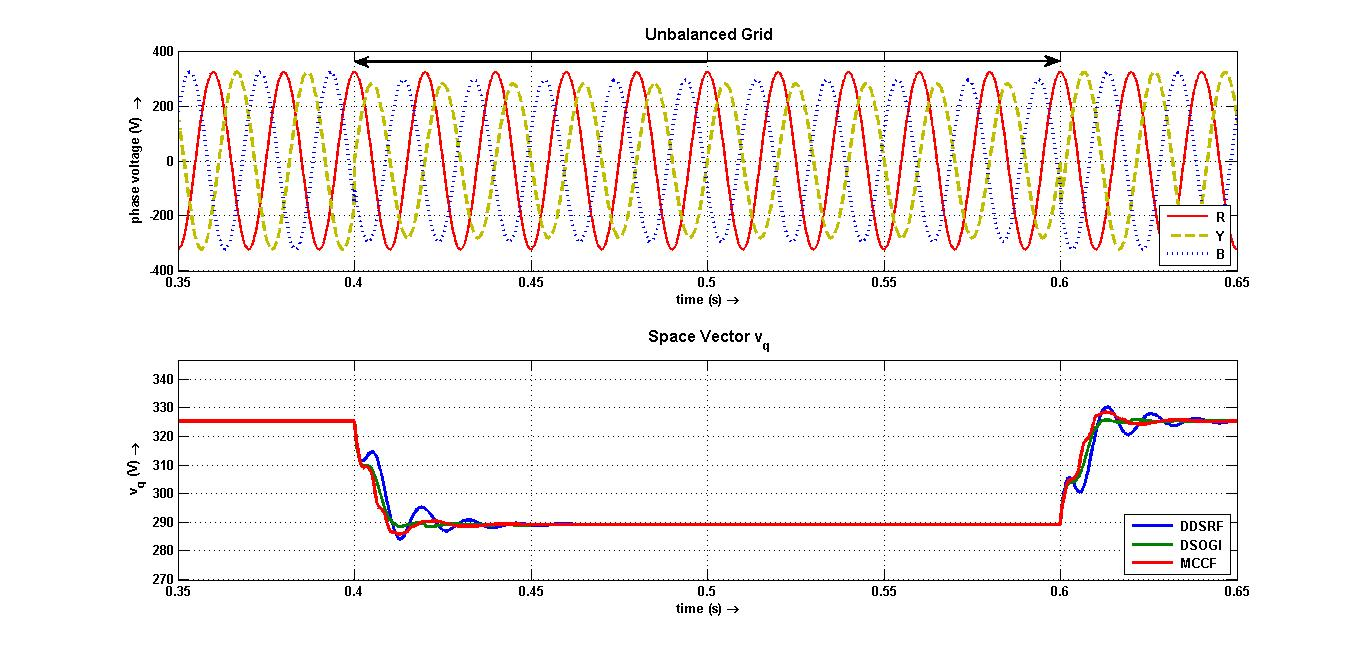 Unbalanced Grid
phase voltage (V) →
400
200
0
-200
-400
0.35 0.4 0.45 0.5 0.55 0.6 0.65
time (s) →
R
Y
B
Space Vector vq
vq (V) →
340
330
320
310
300
290
280
270
0.35 0.4 0.45 0.5 0.55 0.6 0.65
time (s) →
DDSRF
DSOGI
MCCF